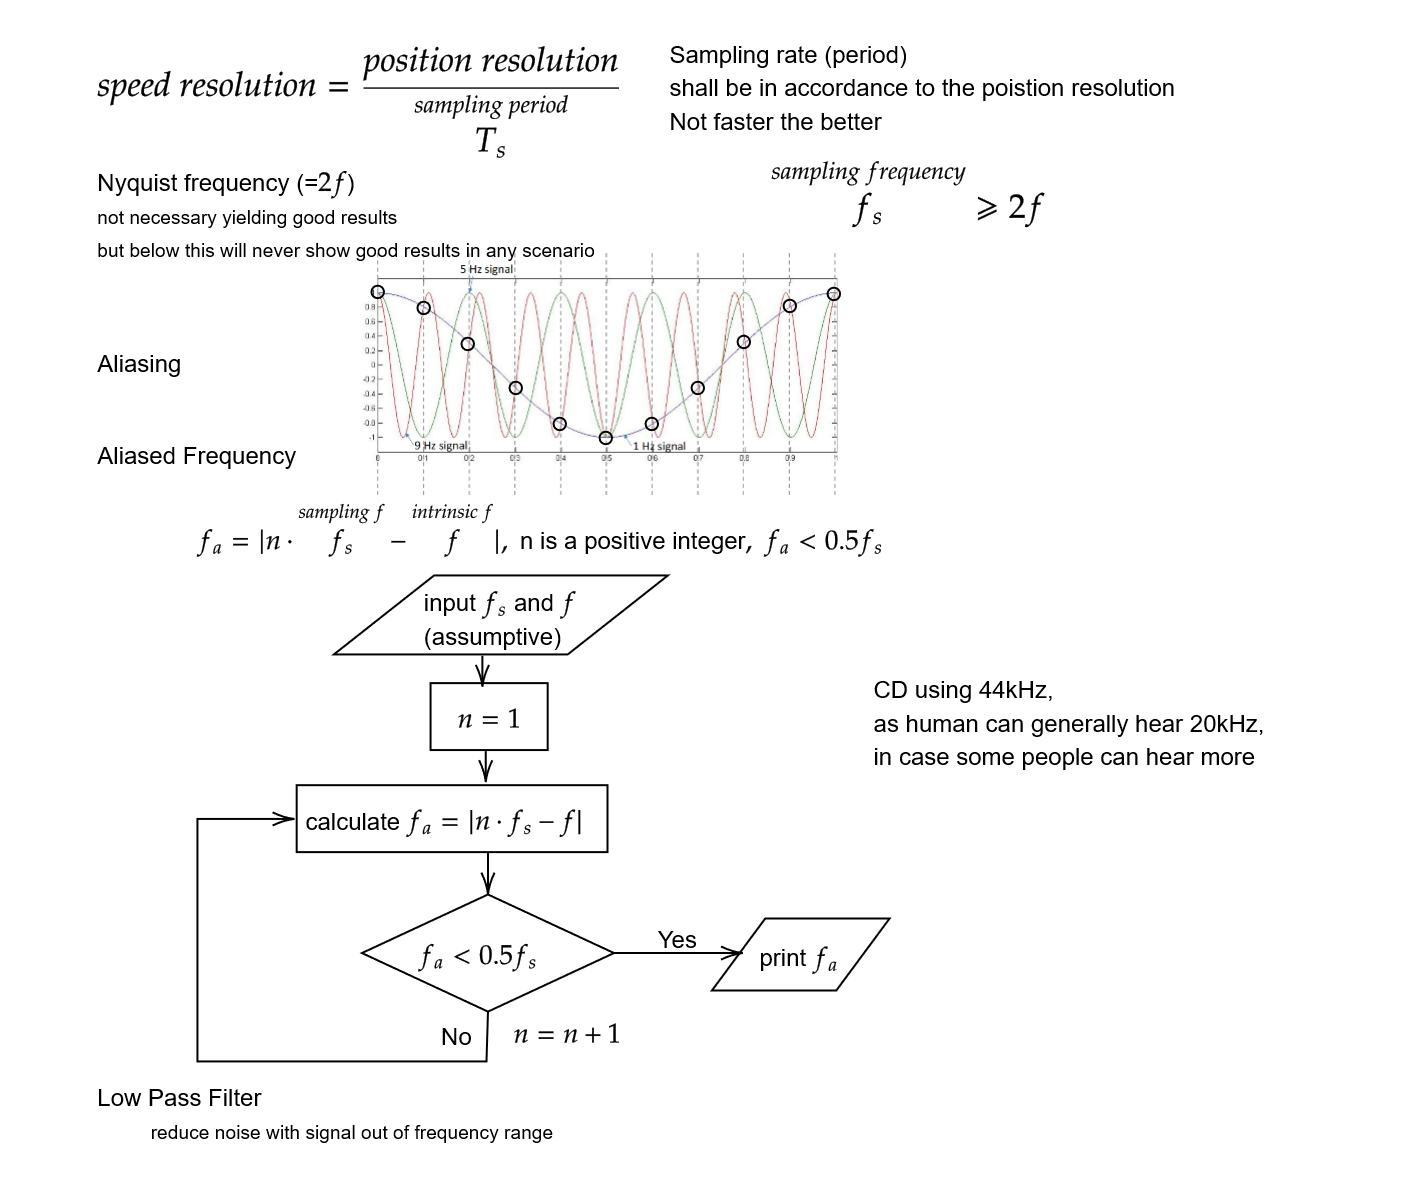 speed resolution = position resolution / sampling period T_s
Sampling rate (period)
shall be in accordance to the poistion resolution
Not faster the better
Nyquist frequency (=2f)
not necessary yielding good results
but below this will never show good results in any scenario
sampling frequency
f_s ⩾ 2f
5 Hz signal
0.8
0.6
0.4
0.2
0
-0.2
-0.4
-0.6
-0.0
-1
9 Hz signal
1 Hz signal
0 0.1 0.2 0.3 0.4 0.5 0.6 0.7 0.8 0.9
Aliasing
Aliased Frequency
sampling f intrinsic f
f_a = |n · f_s − f|, n is a positive integer, f_a < 0.5f_s
input f_s and f
(assumptive)
n = 1
calculate f_a = |n · f_s − f|
f_a < 0.5f_s
Yes
print f_a
No
n = n + 1
CD using 44kHz,
as human can generally hear 20kHz,
in case some people can hear more
Low Pass Filter
reduce noise with signal out of frequency range